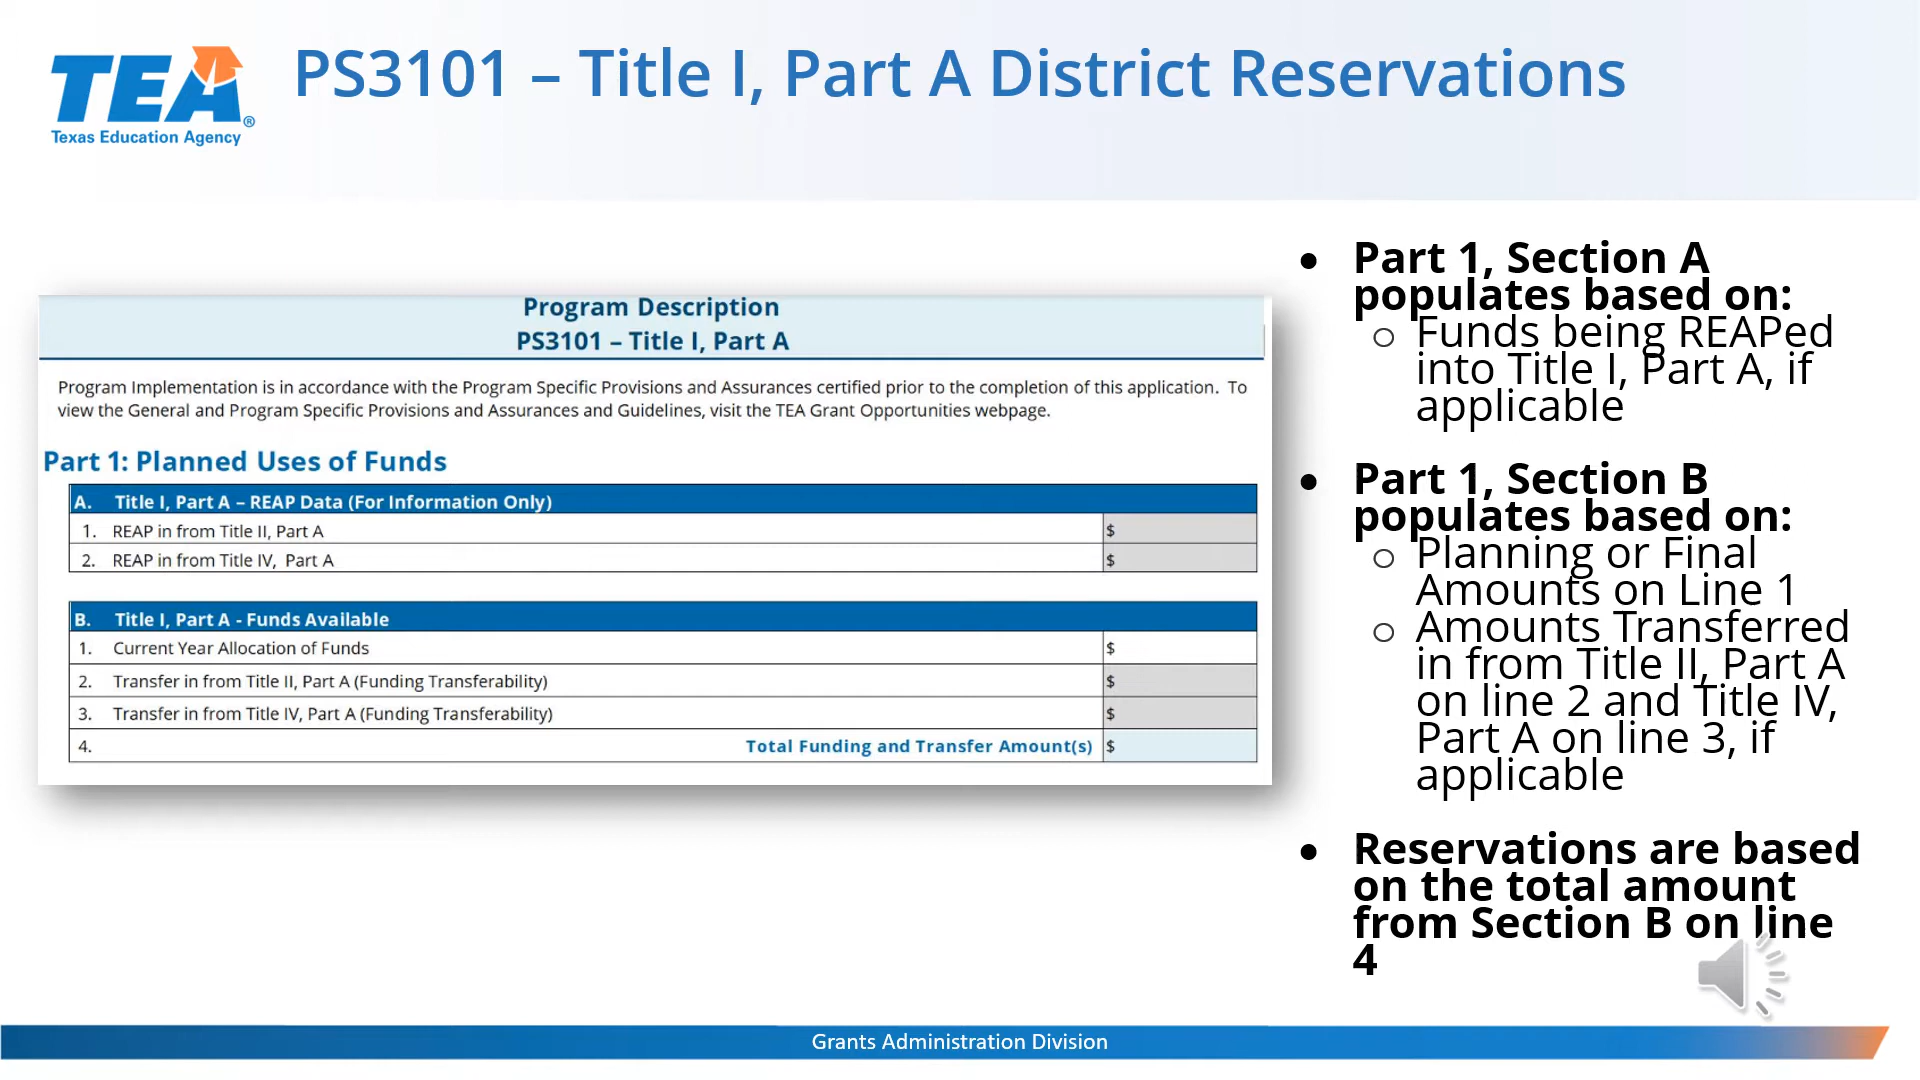 TEA®
Texas Education Agency
PS3101 – Title I, Part A District Reservations
Program Description
PS3101 – Title I, Part A
Program Implementation is in accordance with the Program Specific Provisions and Assurances certified prior to the completion of this application. To
view the General and Program Specific Provisions and Assurances and Guidelines, visit the TEA Grant Opportunities webpage.
Part 1: Planned Uses of Funds
A. Title I, Part A – REAP Data (For Information Only)
1. REAP in from Title II, Part A $
2. REAP in from Title IV, Part A $
B. Title I, Part A - Funds Available
1. Current Year Allocation of Funds $
2. Transfer in from Title II, Part A (Funding Transferability) $
3. Transfer in from Title IV, Part A (Funding Transferability) $
4. Total Funding and Transfer Amount(s) $
● Part 1, Section A
populates based on:
○ Funds being REAPed
into Title I, Part A, if
applicable
● Part 1, Section B
populates based on:
○ Planning or Final
Amounts on Line 1
○ Amounts Transferred
in from Title II, Part A
on line 2 and Title IV,
Part A on line 3, if
applicable
● Reservations are based
on the total amount
from Section B on line
4
Grants Administration Division